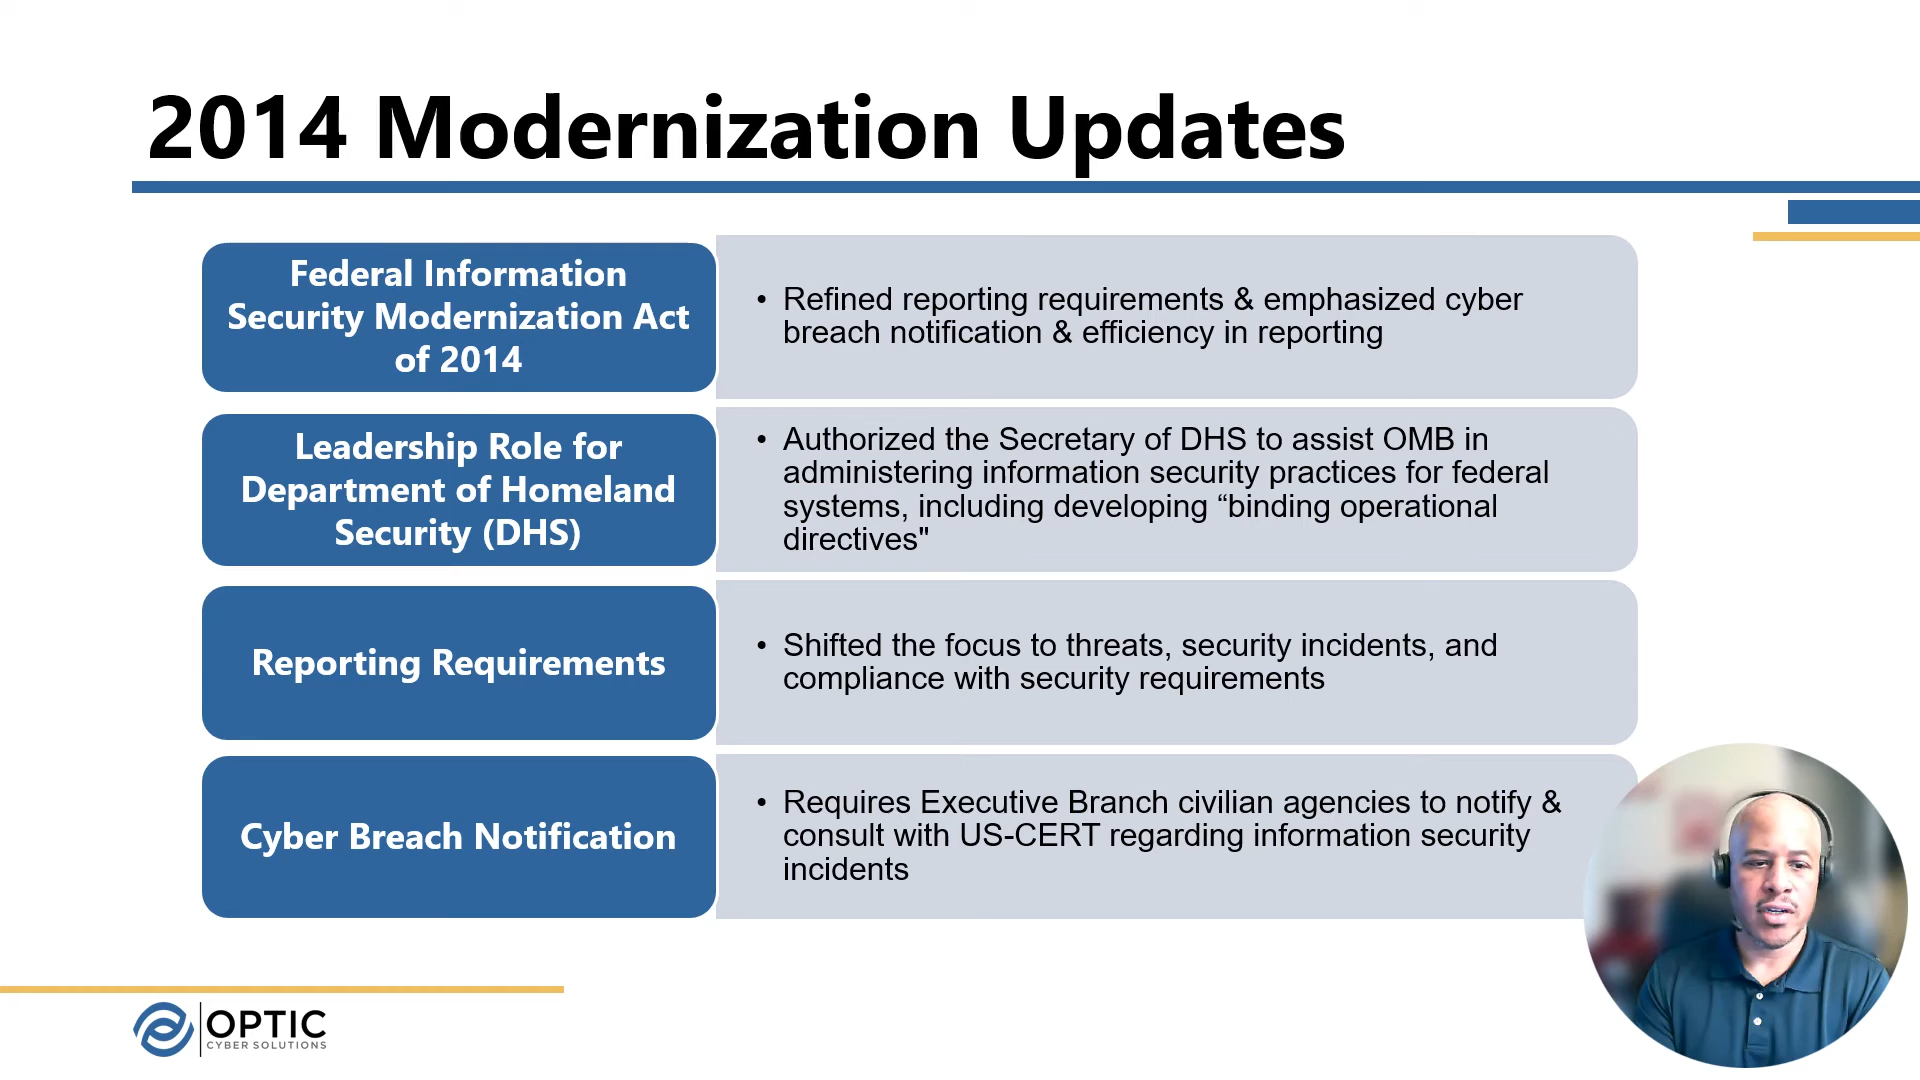 2014 Modernization Updates
Federal Information
Security Modernization Act
of 2014
• Refined reporting requirements & emphasized cyber
breach notification & efficiency in reporting
Leadership Role for
Department of Homeland
Security (DHS)
• Authorized the Secretary of DHS to assist OMB in
administering information security practices for federal
systems, including developing “binding operational
directives"
Reporting Requirements
• Shifted the focus to threats, security incidents, and
compliance with security requirements
Cyber Breach Notification
• Requires Executive Branch civilian agencies to notify &
consult with US-CERT regarding information security
incidents
OPTIC
CYBER SOLUTIONS